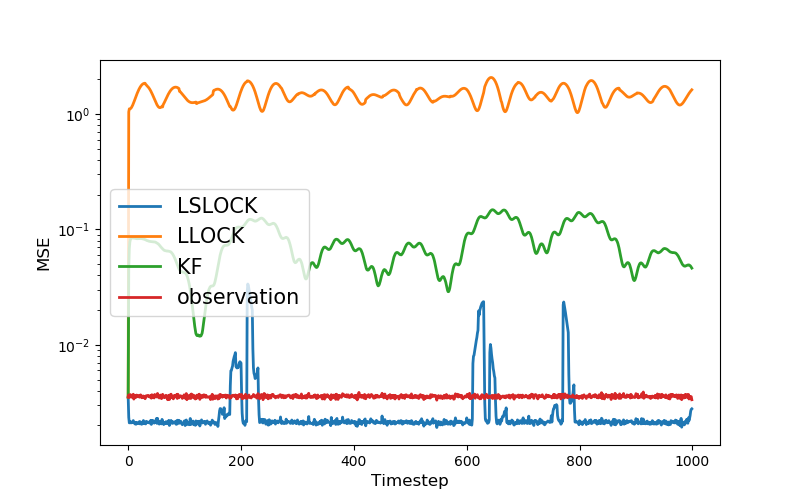 MSE
10⁰
10⁻¹
10⁻²
LSLOCK
LLOCK
KF
observation
0 200 400 600 800 1000
Timestep